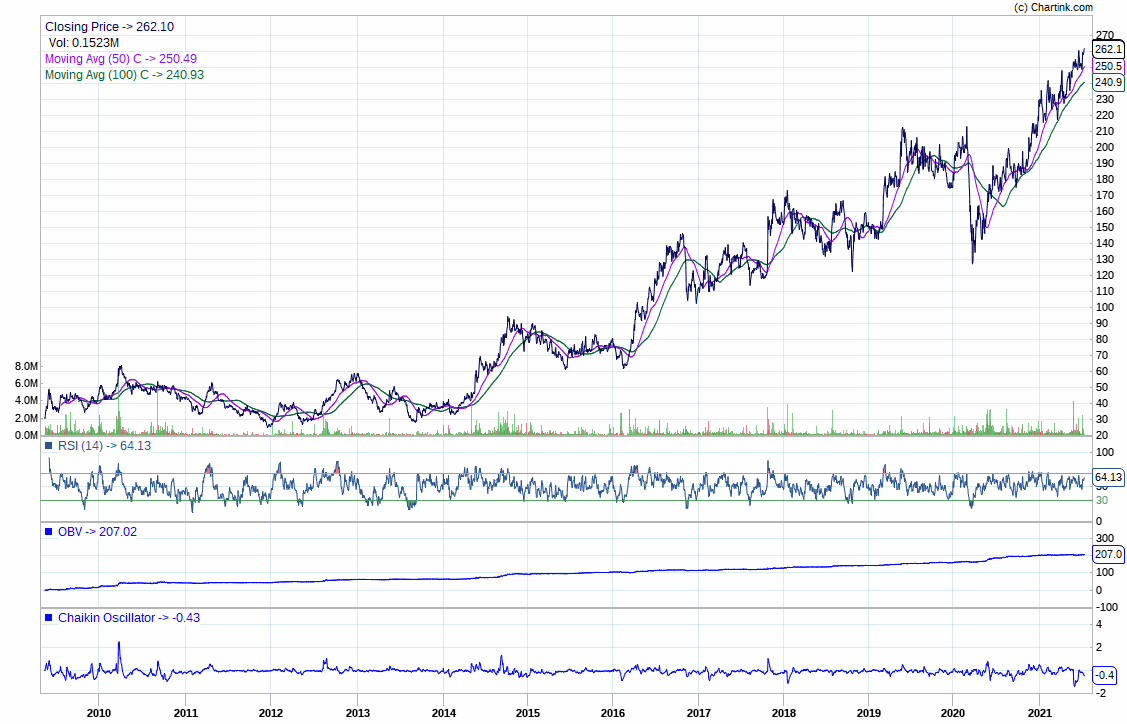 (c) Chartink.com
Closing Price -> 262.10
Vol: 0.1523M
Moving Avg (50) C -> 250.49
Moving Avg (100) C -> 240.93
270
262.1
250.5
240.9
230
220
210
200
190
180
170
160
150
140
130
120
110
100
90
80
70
60
50
40
30
20
8.0M
6.0M
4.0M
2.0M
0.0M
RSI (14) -> 64.13
100
64.13
30
0
OBV -> 207.02
300
207.0
100
0
-100
Chaikin Oscillator -> -0.43
4
2
-0.4
-2
2010 2011 2012 2013 2014 2015 2016 2017 2018 2019 2020 2021